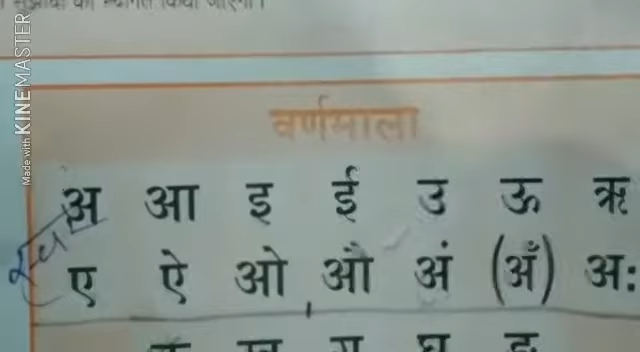 वर्णमाला
अ आ इ ई उ ऊ ऋ
ए ऐ ओ औ अं (अँ) अः
Made with KINEMASTER